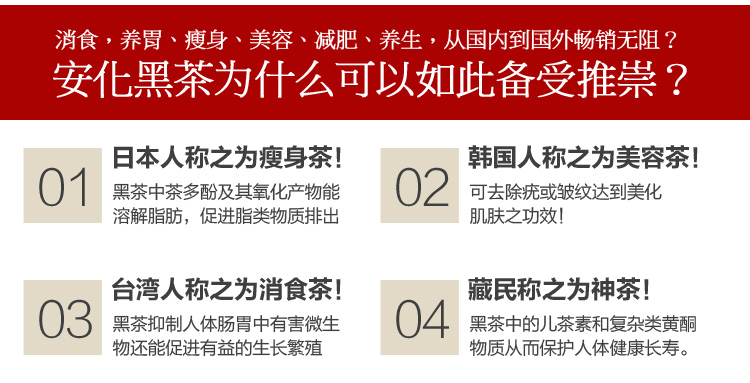 消食，养胃、瘦身、美容、减肥、养生，从国内到国外畅销无阻？
安化黑茶为什么可以如此备受推崇？
01
日本人称之为瘦身茶！
黑茶中茶多酚及其氧化产物能
溶解脂肪，促进脂类物质排出
02
韩国人称之为美容茶！
可去除疣或皱纹达到美化
肌肤之功效！
03
台湾人称之为消食茶！
黑茶抑制人体肠胃中有害微生
物还能促进有益的生长繁殖
04
藏民称之为神茶！
黑茶中的儿茶素和复杂类黄酮
物质从而保护人体健康长寿。